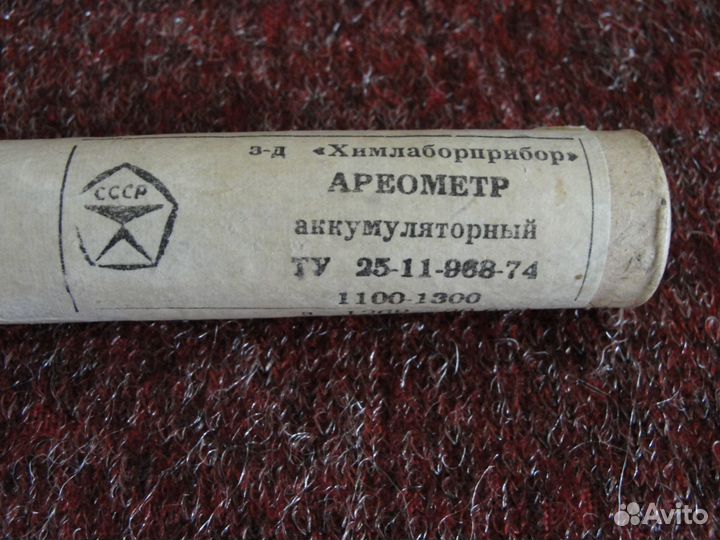 з-д «Химлаборприбор»
АРЕОМЕТР
аккумуляторный
ТУ 25-11-968-74
1100-1300
СССР
Avito